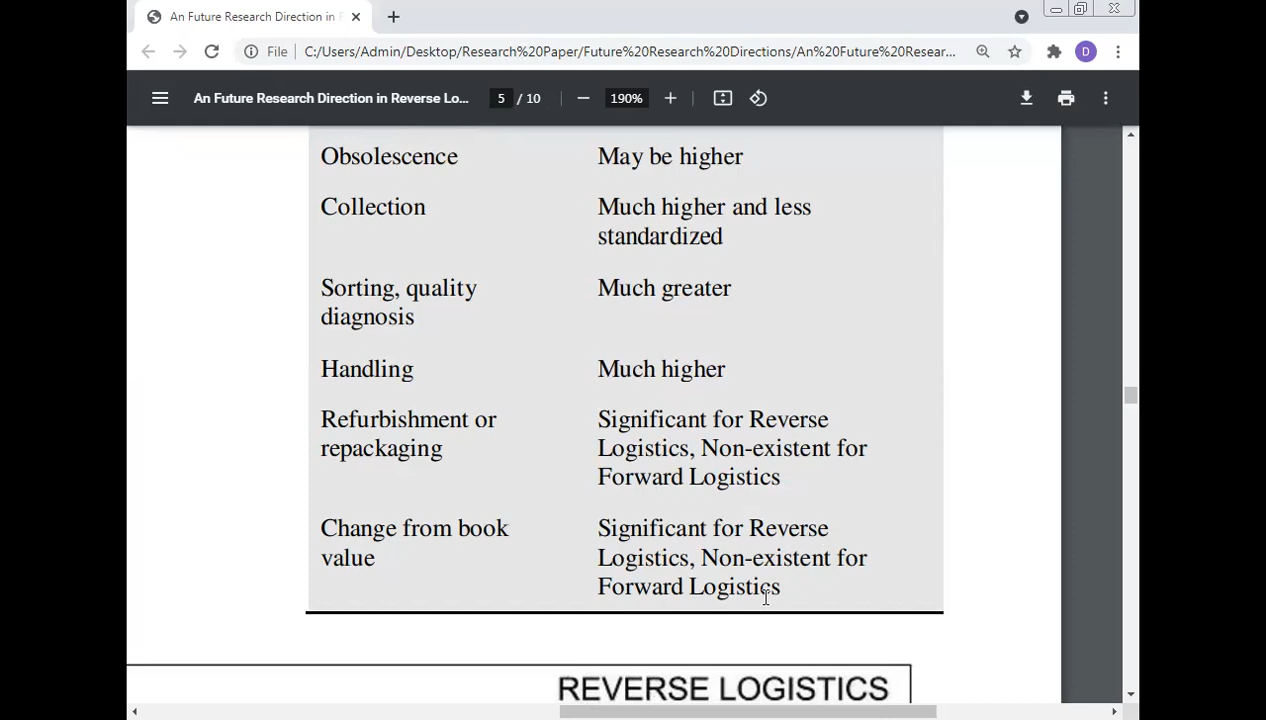 An Future Research Direction in
File C:/Users/Admin/Desktop/Research%20Paper/Future%20Research%20Directions/An%20Future%20Resear...
D
An Future Research Direction in Reverse Lo... 5 / 10 190%
Obsolescence May be higher
Collection Much higher and less
standardized
Sorting, quality Much greater
diagnosis
Handling Much higher
Refurbishment or Significant for Reverse
repackaging Logistics, Non-existent for
Forward Logistics
Change from book Significant for Reverse
value Logistics, Non-existent for
Forward Logistics
REVERSE LOGISTICS